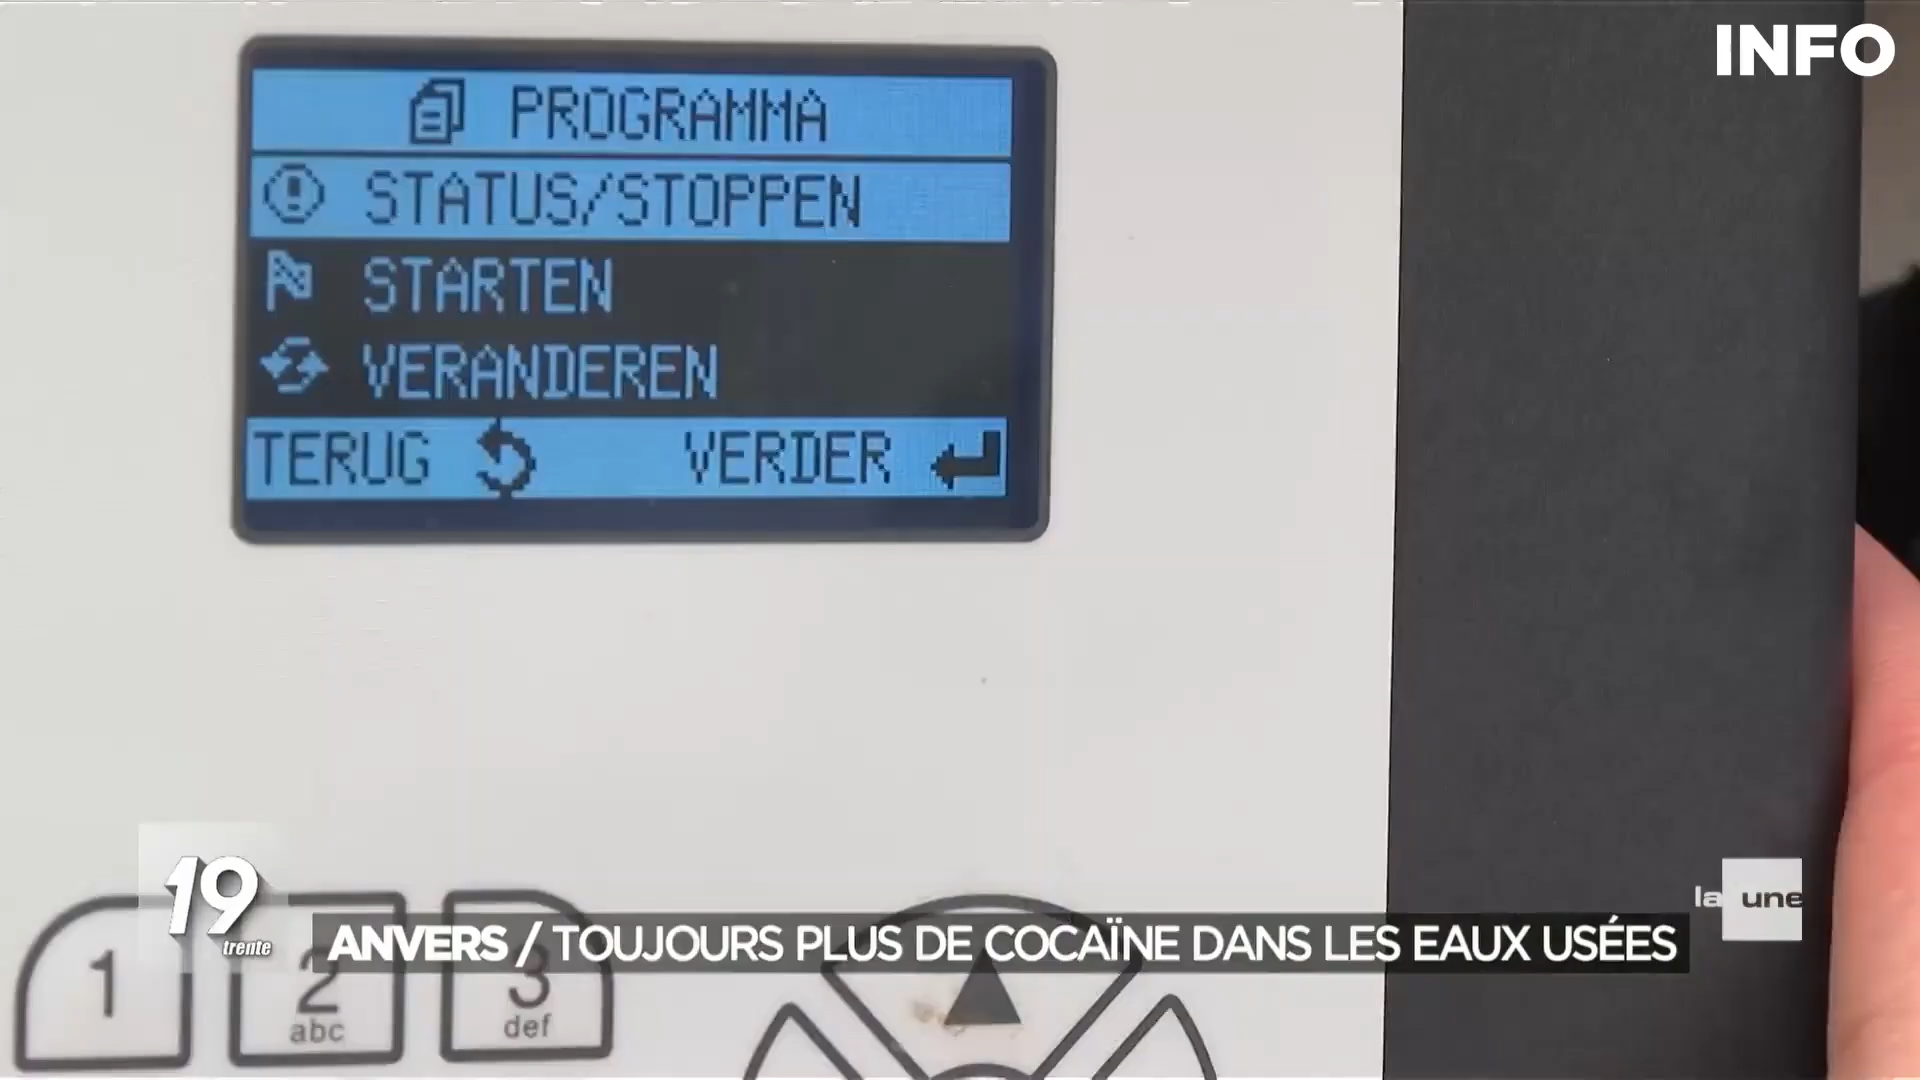 INFO
PROGRAMMA
STATUS/STOPPEN
STARTEN
VERANDEREN
TERUG VERDER
19
trente
la une
ANVERS / TOUJOURS PLUS DE COCAÏNE DANS LES EAUX USÉES
1
2
abc
3
def